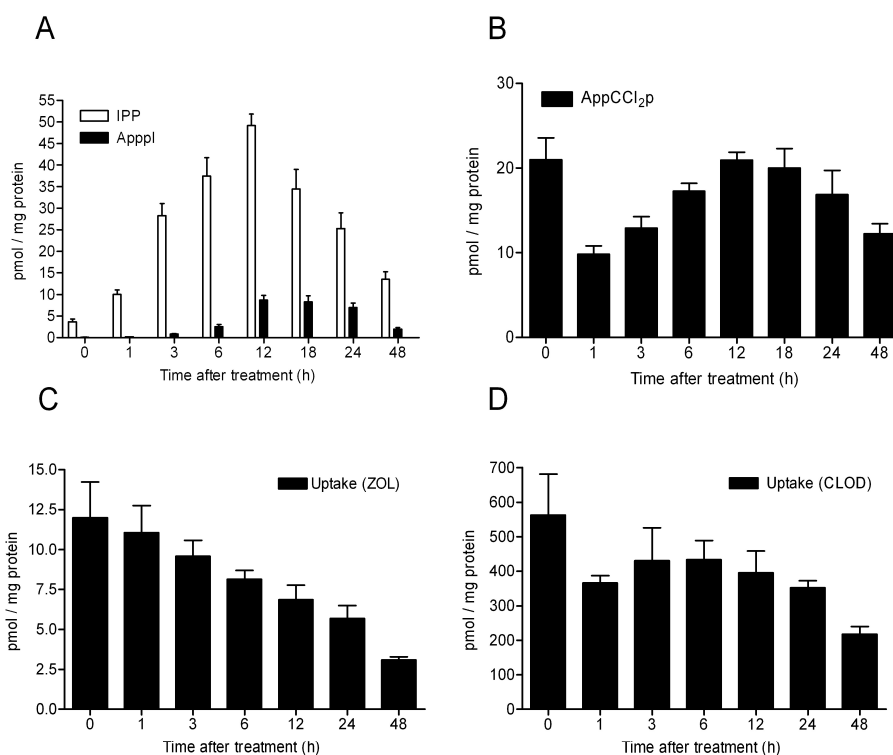 A
55
50
45
40
35
30
25
20
15
10
5
0
pmol / mg protein
IPP
ApppI
0 1 3 6 12 18 24 48
Time after treatment (h)
B
30
20
10
0
pmol / mg protein
AppCCl₂p
0 1 3 6 12 18 24 48
Time after treatment (h)
C
15.0
12.5
10.0
7.5
5.0
2.5
0.0
pmol / mg protein
Uptake (ZOL)
0 1 3 6 12 24 48
Time after treatment (h)
D
700
600
500
400
300
200
100
0
pmol / mg protein
Uptake (CLOD)
0 1 3 6 12 24 48
Time after treatment (h)